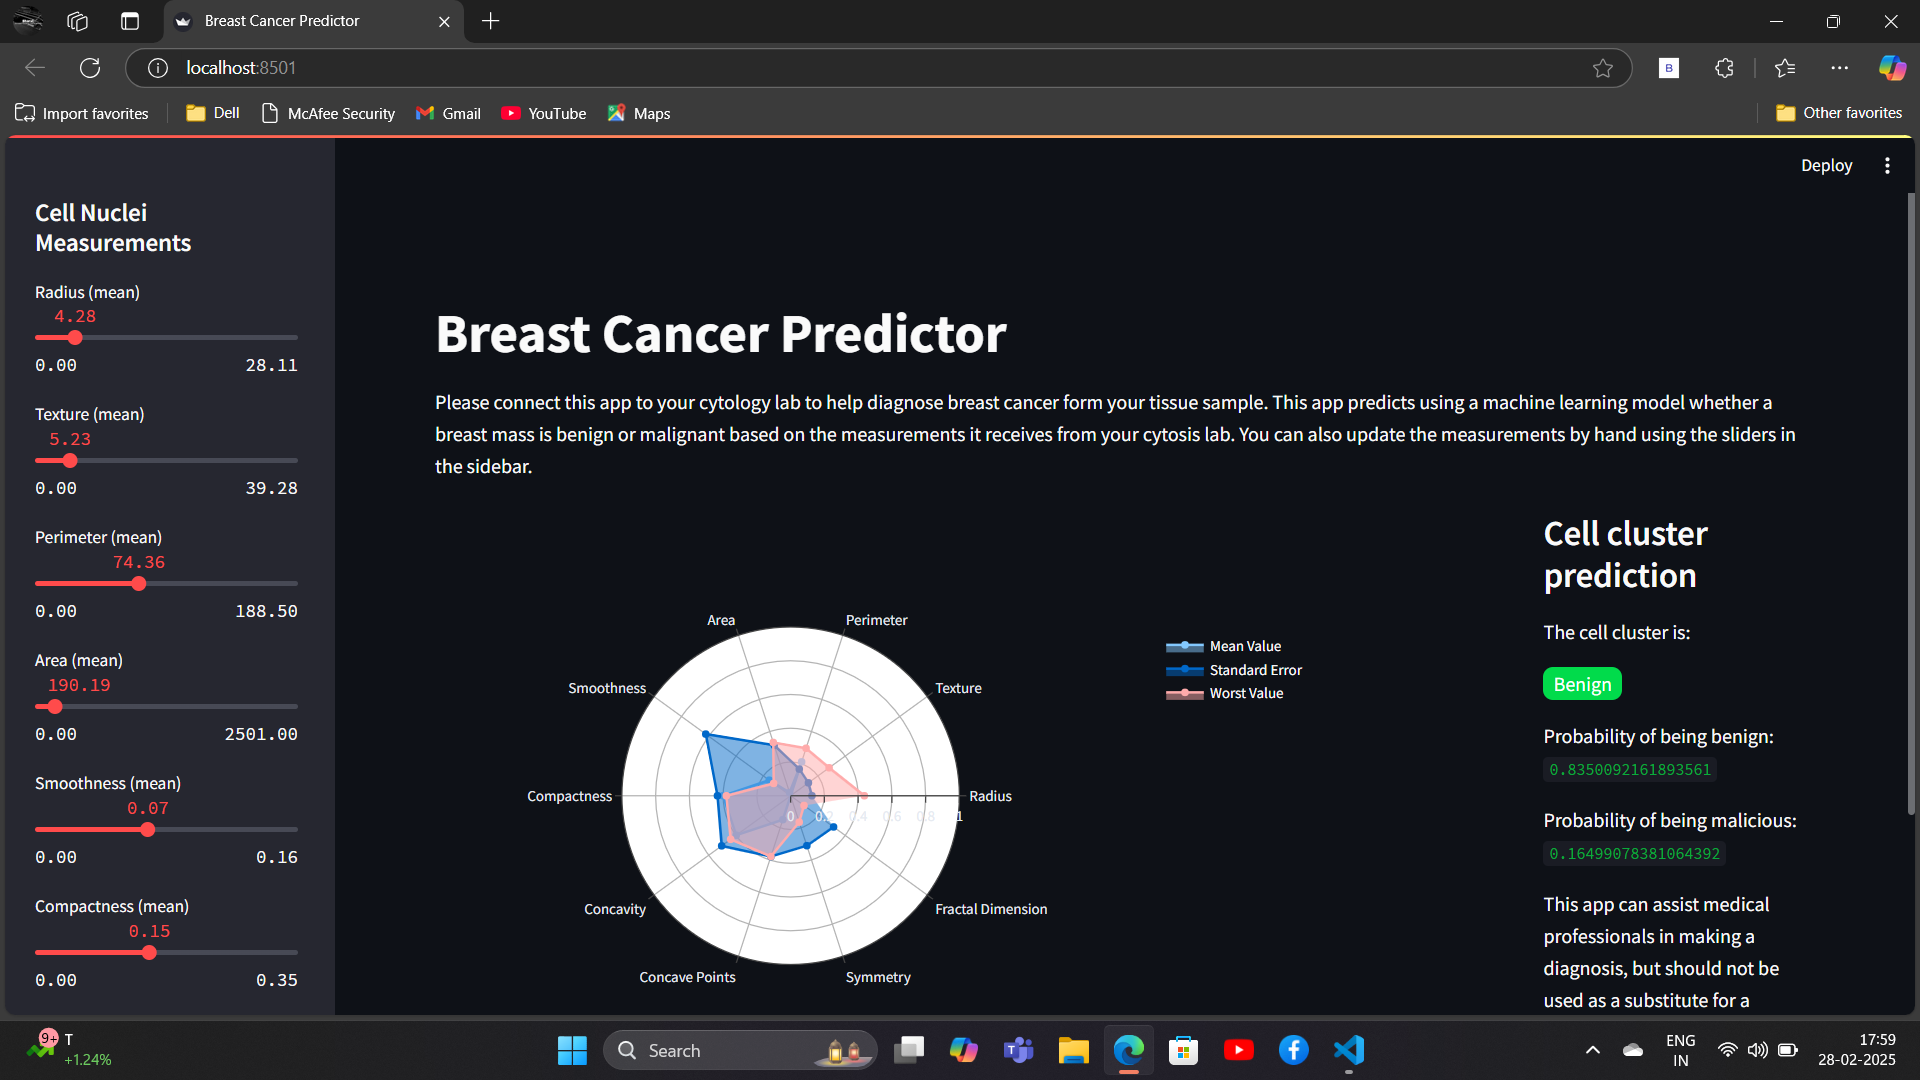 Breast Cancer Predictor
localhost:8501
B
Import favorites
Dell
McAfee Security
Gmail
YouTube
Maps
Other favorites
Deploy
Cell Nuclei
Measurements
Radius (mean)
4.28
0.00 28.11
Texture (mean)
5.23
0.00 39.28
Perimeter (mean)
74.36
0.00 188.50
Area (mean)
190.19
0.00 2501.00
Smoothness (mean)
0.07
0.00 0.16
Compactness (mean)
0.15
0.00 0.35
Breast Cancer Predictor
Please connect this app to your cytology lab to help diagnose breast cancer form your tissue sample. This app predicts using a machine learning model whether a
breast mass is benign or malignant based on the measurements it receives from your cytosis lab. You can also update the measurements by hand using the sliders in
the sidebar.
Area
Perimeter
Smoothness
Texture
Compactness
Radius
0 0.2 0.4 0.6 0.8 1
Concavity
Fractal Dimension
Concave Points
Symmetry
Mean Value
Standard Error
Worst Value
Cell cluster
prediction
The cell cluster is:
Benign
Probability of being benign:
0.8350092161893561
Probability of being malicious:
0.16499078381064392
This app can assist medical
professionals in making a
diagnosis, but should not be
used as a substitute for a
9+
T
+1.24%
Search
ENG
IN
17:59
28-02-2025